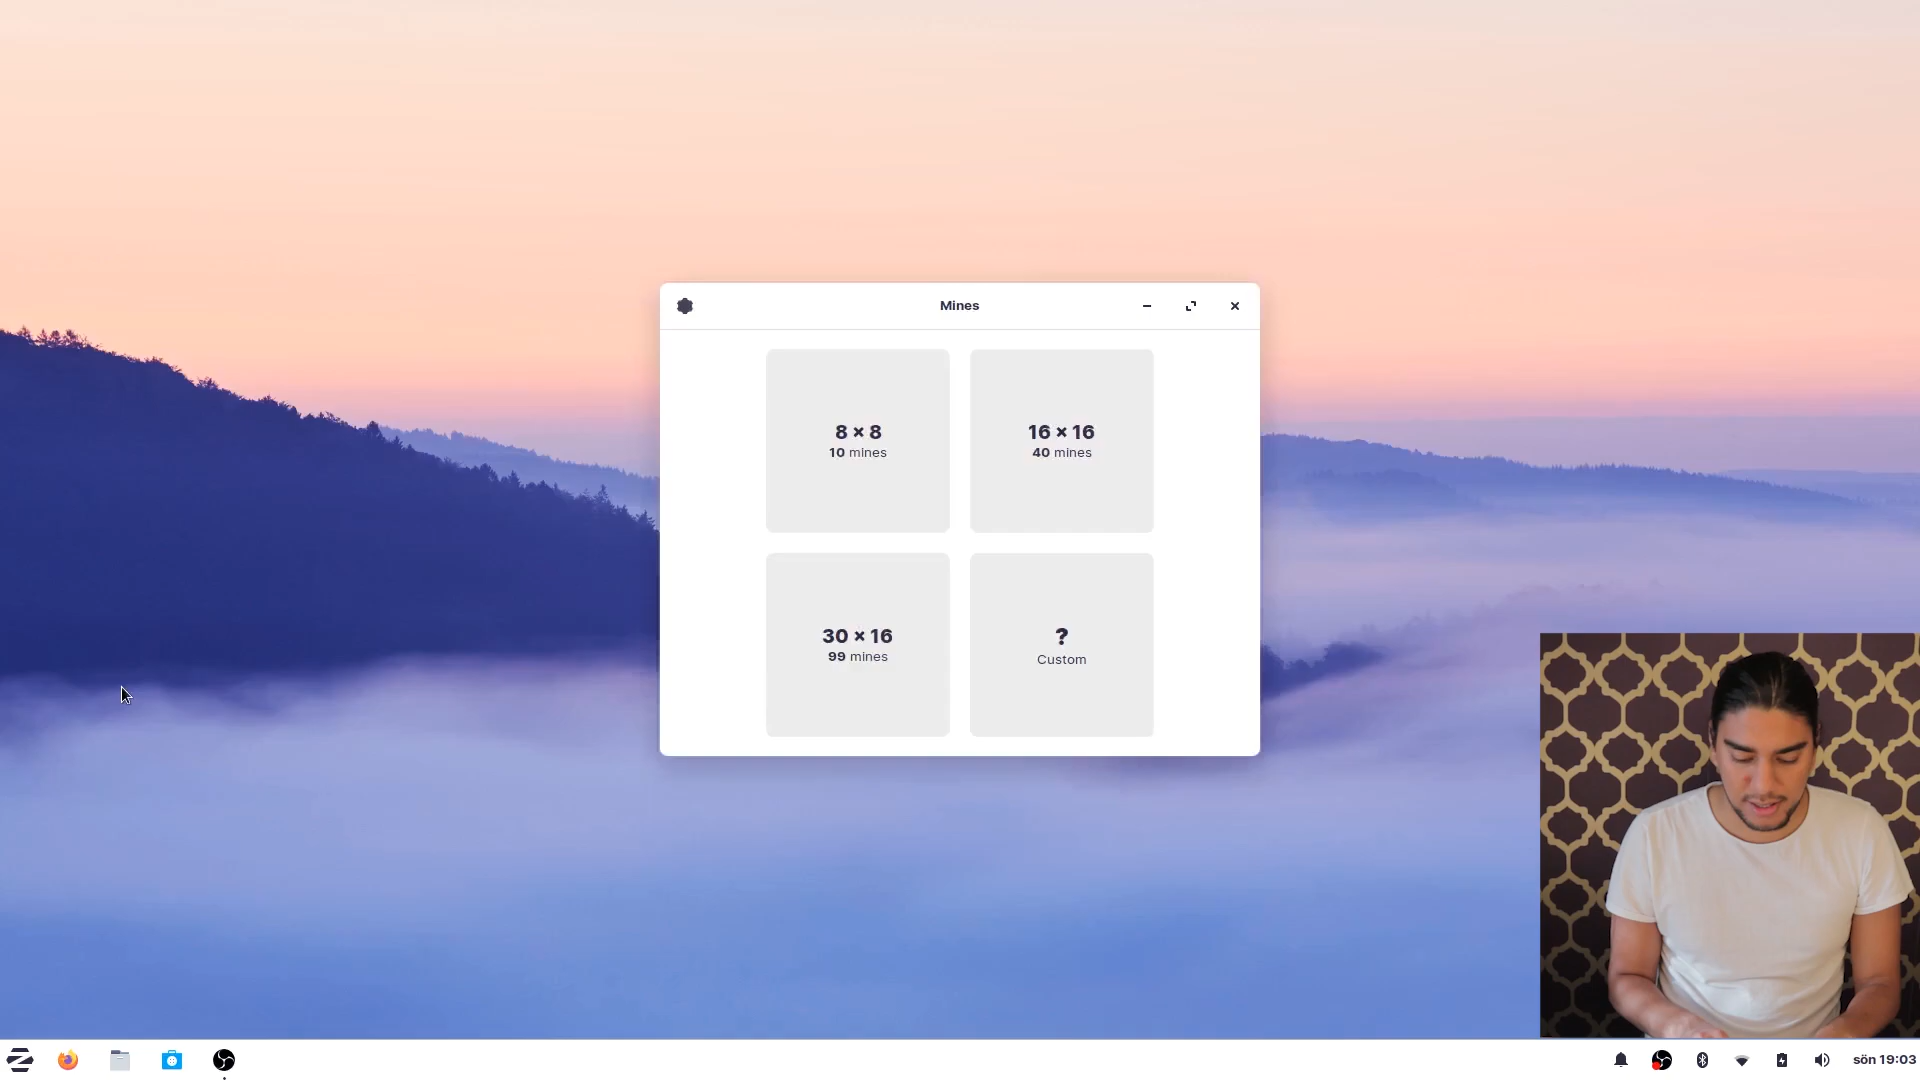 Mines
8 × 8
10 mines
16 × 16
40 mines
30 × 16
99 mines
?
Custom
sön 19:03